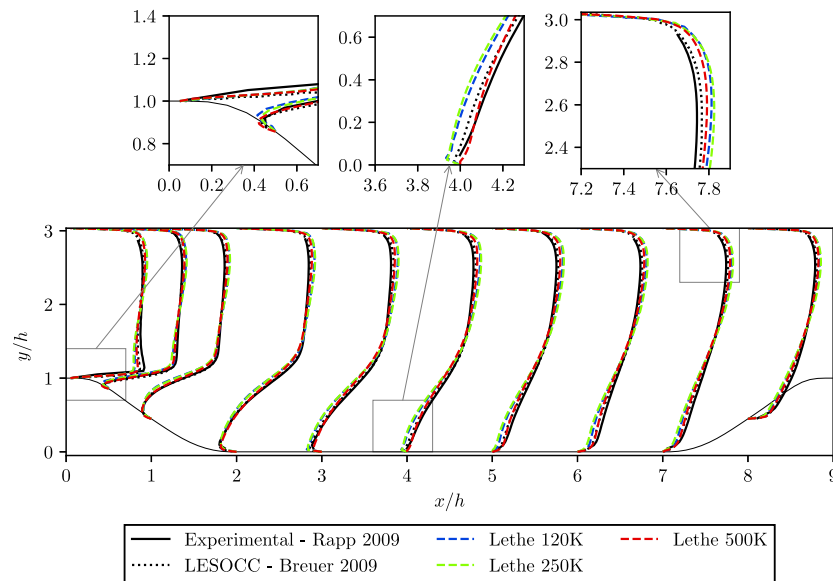 1.4
1.2
1.0
0.8
0.0 0.2 0.4 0.6
0.6
0.4
0.2
0.0
3.6 3.8 4.0 4.2
3.0
2.8
2.6
2.4
7.2 7.4 7.6 7.8
3
2
1
0
y/h
0 1 2 3 4 5 6 7 8 9
x/h
Experimental - Rapp 2009
LESOCC - Breuer 2009
Lethe 120K
Lethe 250K
Lethe 500K